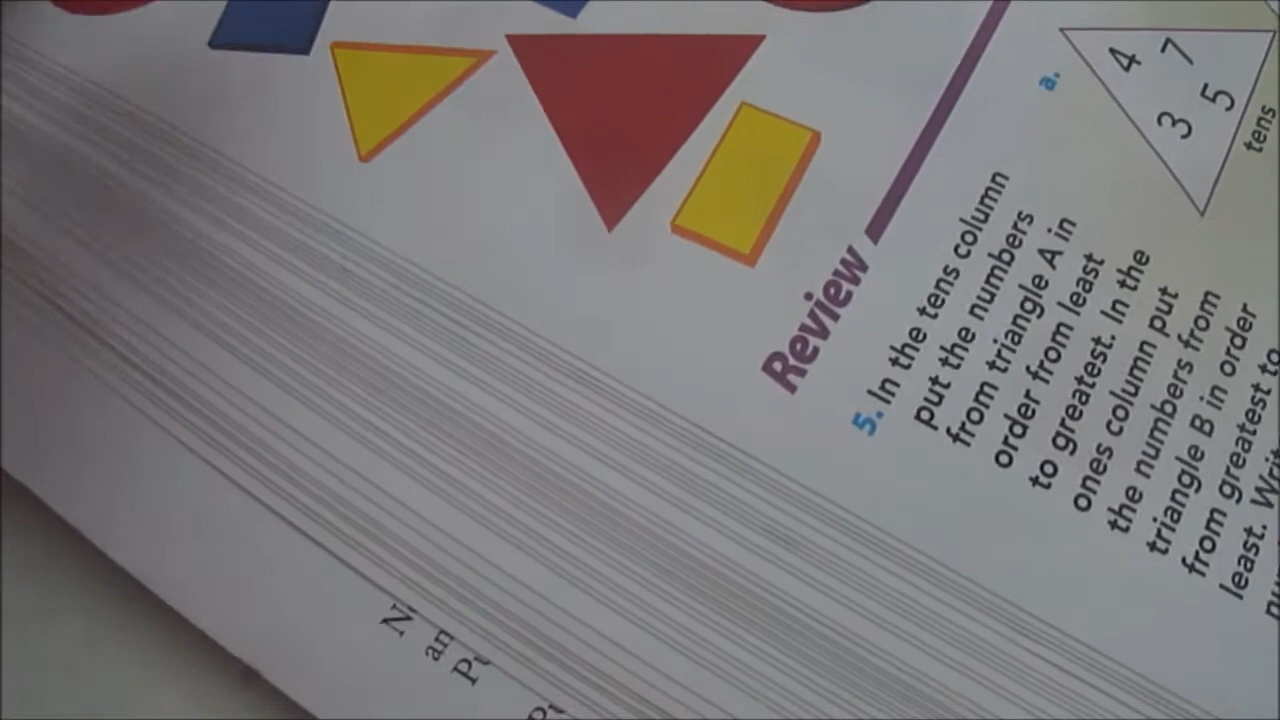 Review
5. In the tens column
put the numbers
from triangle A in
order from least
to greatest. In the
ones column put
the numbers from
triangle B in order
from greatest to
least.
a.
4 7
3 5
tens